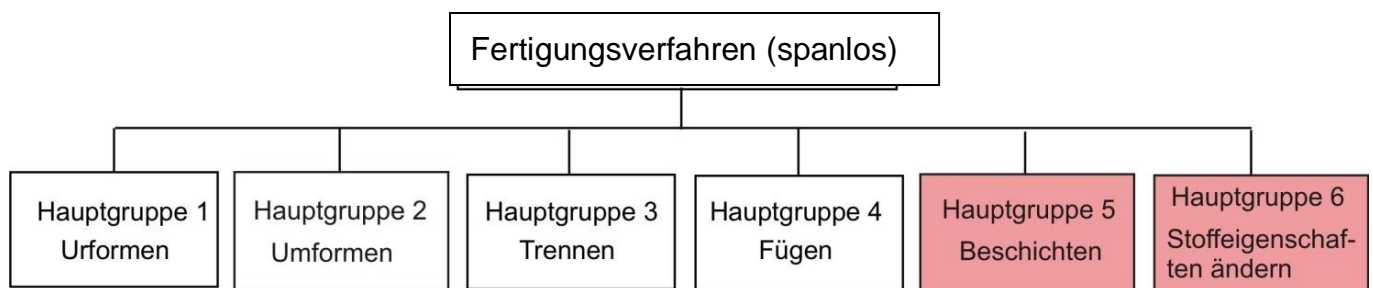 Fertigungsverfahren (spanlos)
Hauptgruppe 1
Urformen
Hauptgruppe 2
Umformen
Hauptgruppe 3
Trennen
Hauptgruppe 4
Fügen
Hauptgruppe 5
Beschichten
Hauptgruppe 6
Stoffeigenschaf-
ten ändern